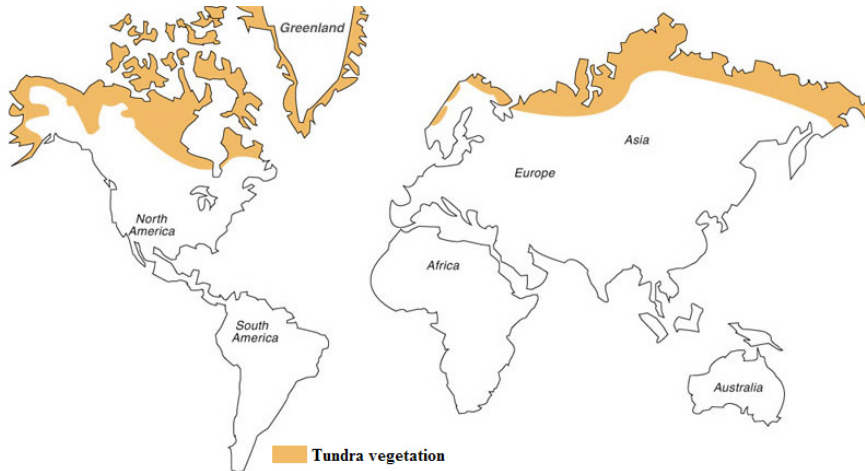 Greenland
Asia
Europe
North
America
Africa
South
America
Australia
Tundra vegetation